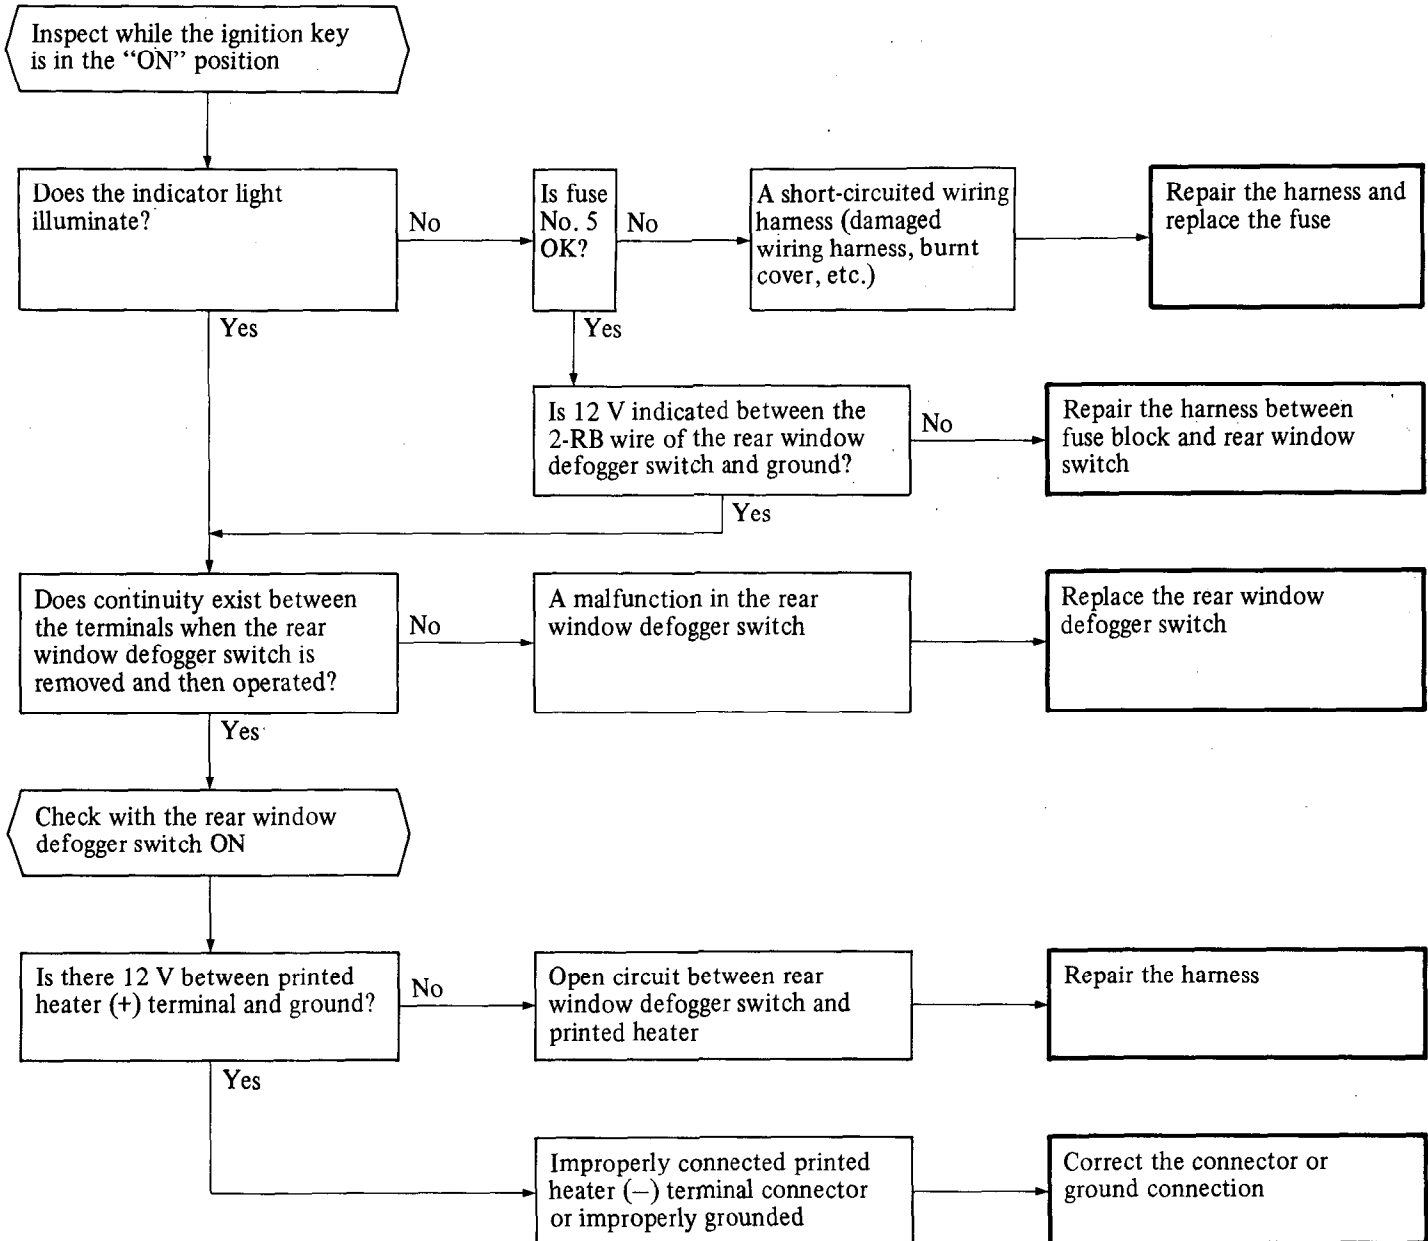 Inspect while the ignition key
is in the “ON” position
Does the indicator light
illuminate?
No
Is fuse
No. 5
OK?
No
A short-circuited wiring
harness (damaged
wiring harness, burnt
cover, etc.)
Repair the harness and
replace the fuse
Yes
Yes
Is 12 V indicated between the
2-RB wire of the rear window
defogger switch and ground?
No
Repair the harness between
fuse block and rear window
switch
Yes
Does continuity exist between
the terminals when the rear
window defogger switch is
removed and then operated?
No
A malfunction in the rear
window defogger switch
Replace the rear window
defogger switch
Yes
Check with the rear window
defogger switch ON
Is there 12 V between printed
heater (+) terminal and ground?
No
Open circuit between rear
window defogger switch and
printed heater
Repair the harness
Yes
Improperly connected printed
heater (−) terminal connector
or improperly grounded
Correct the connector or
ground connection